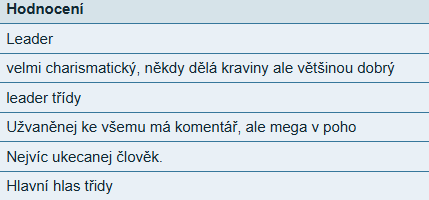 Hodnocení
Leader
velmi charismatický, někdy dělá kraviny ale většinou dobrý
leader třídy
Užvaněnej ke všemu má komentář, ale mega v poho
Nejvíc ukecanej člověk.
Hlavní hlas třidy